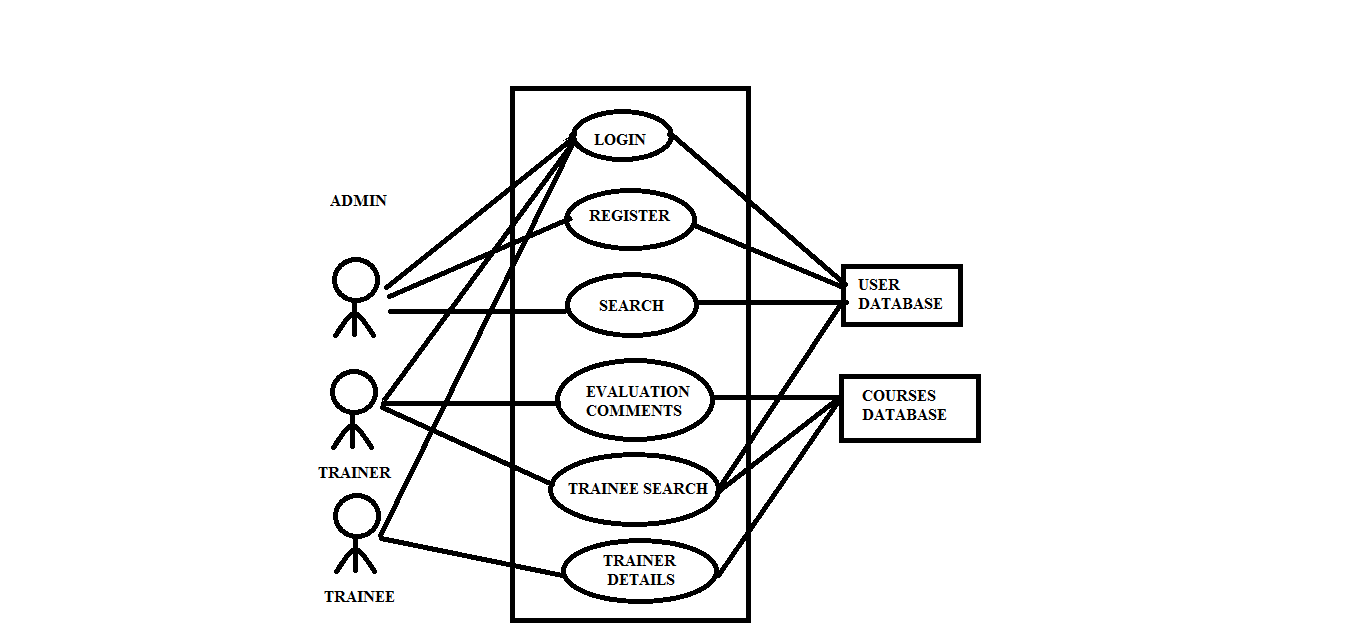 LOGIN
ADMIN
REGISTER
SEARCH
USER
DATABASE
EVALUATION
COMMENTS
COURSES
DATABASE
TRAINER
TRAINEE SEARCH
TRAINER
DETAILS
TRAINEE